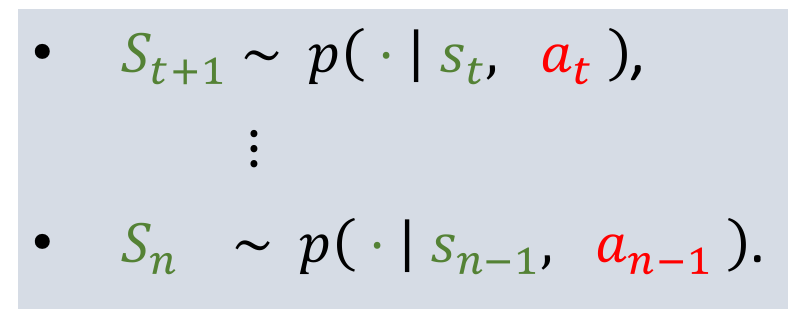 • S_{t+1} ~ p( · | s_t, a_t ),
⋮
• S_n ~ p( · | s_{n−1}, a_{n−1} ).